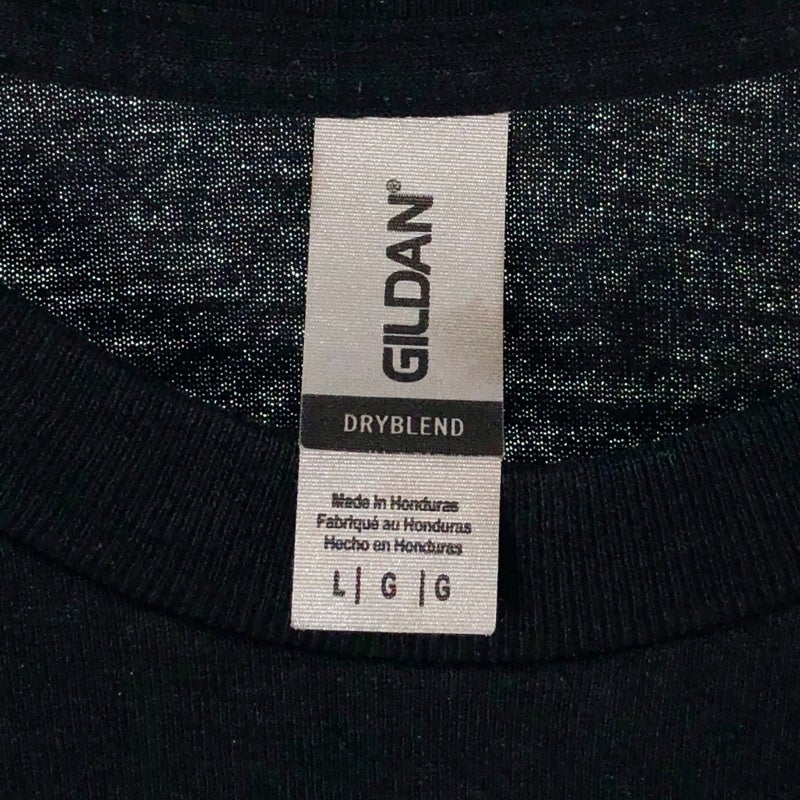 GILDAN®
DRYBLEND
Made in Honduras
Fabriqué au Honduras
Hecho en Honduras
L | G | G